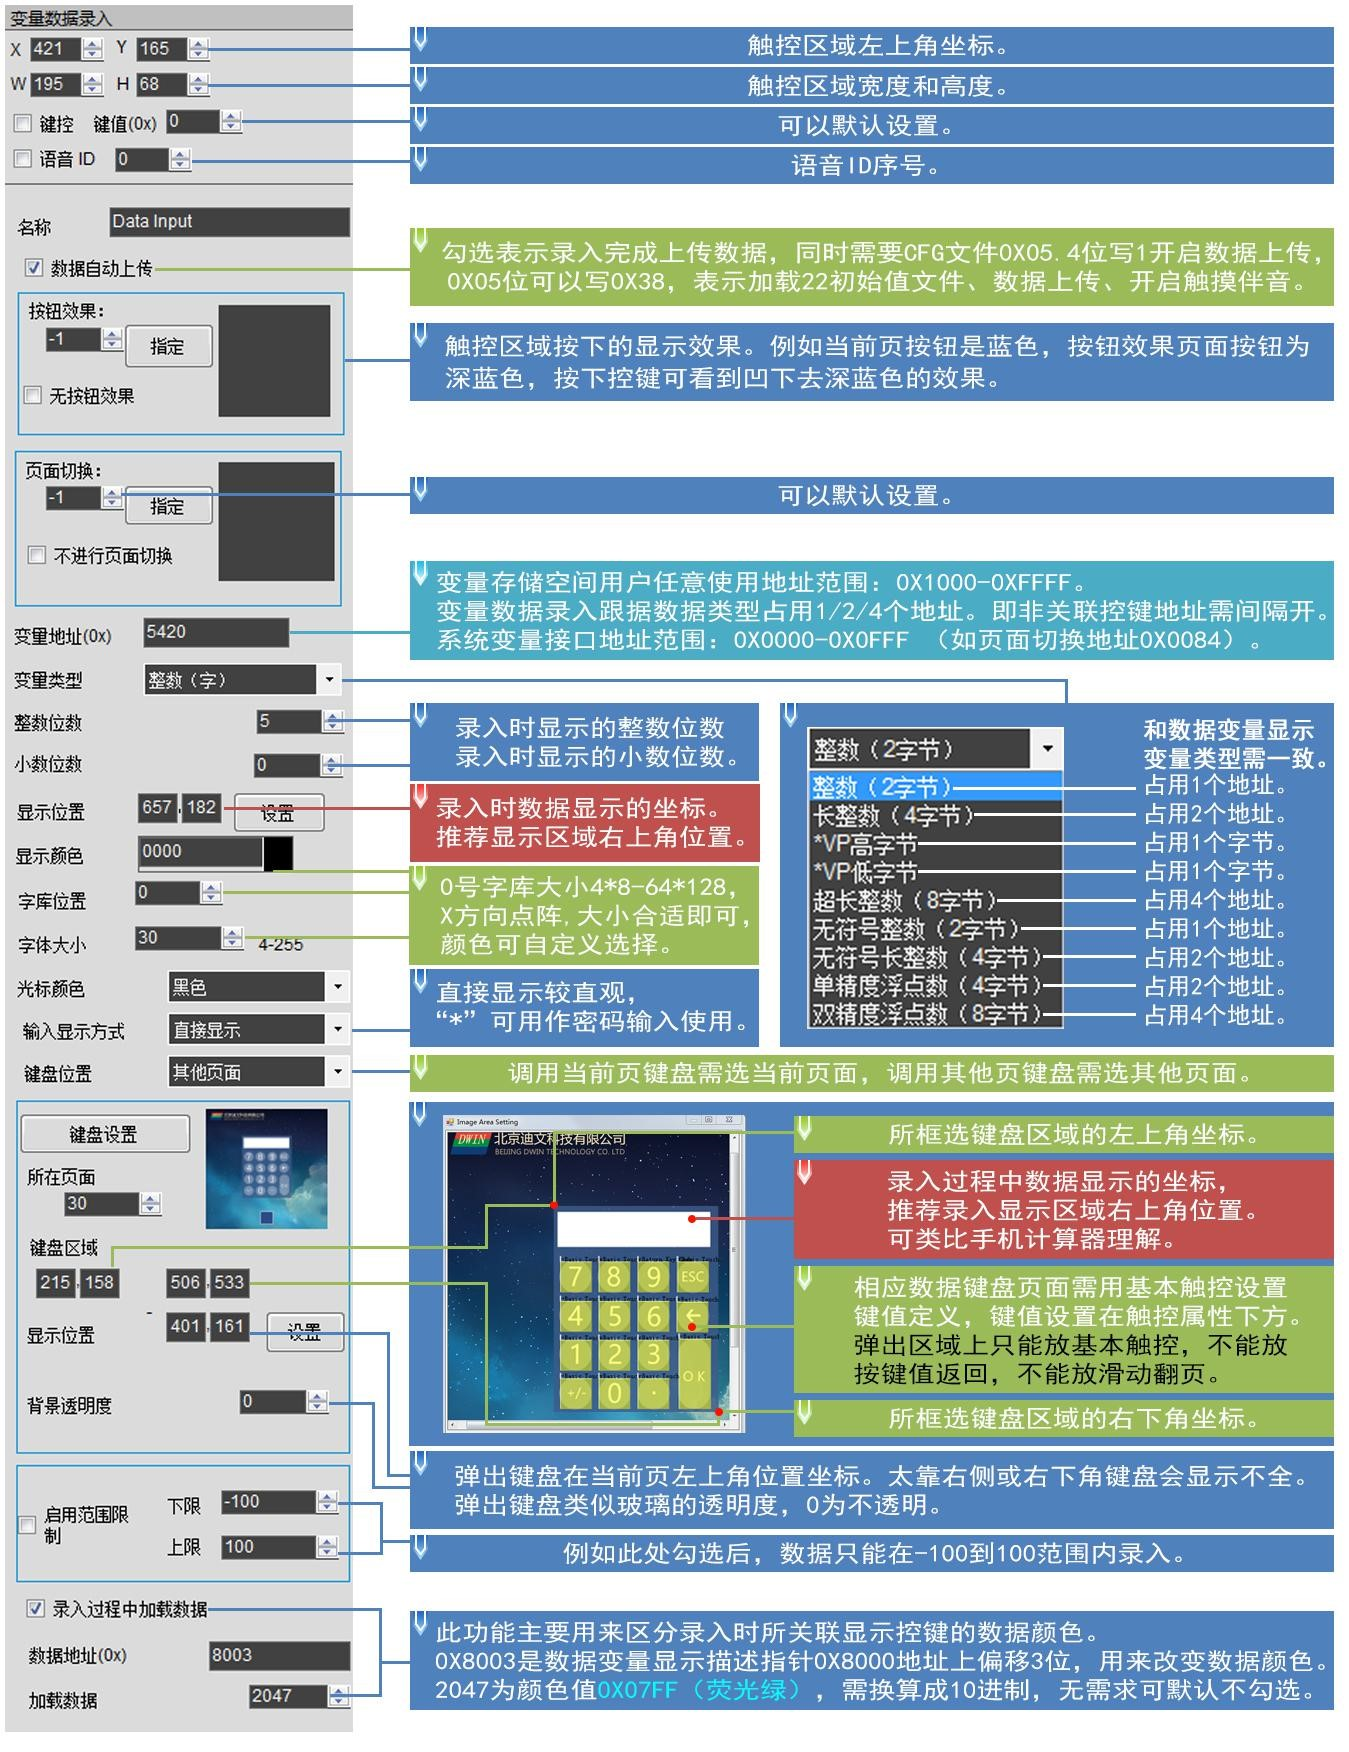 变量数据录入
X 421 Y 165
触控区域左上角坐标。
W 195 H 68
触控区域宽度和高度。
键控 键值(0x) 0
可以默认设置。
语音 ID 0
语音ID序号。
名称 Data Input
数据自动上传
勾选表示录入完成上传数据，同时需要CFG文件0X05.4位写1开启数据上传，
0X05位可以写0X38，表示加载22初始值文件、数据上传、开启触摸伴音。
按钮效果：
-1 指定
无按钮效果
触控区域按下的显示效果。例如当前页按钮是蓝色，按钮效果页面按钮为
深蓝色，按下控键可看到凹下去深蓝色的效果。
页面切换：
-1 指定
不进行页面切换
可以默认设置。
变量地址(0x) 5420
变量存储空间用户任意使用地址范围：0X1000-0XFFFF。
变量数据录入跟据数据类型占用1/2/4个地址。即非关联控键地址需间隔开。
系统变量接口地址范围：0X0000-0X0FFF （如页面切换地址0X0084）。
变量类型 整数（字）
整数位数 5
小数位数 0
录入时显示的整数位数
录入时显示的小数位数。
整数（2字节）
和数据变量显示
变量类型需一致。
整数（2字节） 占用1个地址。
长整数（4字节） 占用2个地址。
*VP高字节 占用1个字节。
*VP低字节 占用1个字节。
超长整数（8字节） 占用4个地址。
无符号整数（2字节） 占用1个地址。
无符号长整数（4字节） 占用2个地址。
单精度浮点数（4字节） 占用2个地址。
双精度浮点数（8字节） 占用4个地址。
显示位置 657 , 182 设置
录入时数据显示的坐标。
推荐显示区域右上角位置。
显示颜色 0000
字库位置 0
字体大小 30 4-255
0号字库大小4*8-64*128，
X方向点阵,大小合适即可，
颜色可自定义选择。
光标颜色 黑色
输入显示方式 直接显示
直接显示较直观，
“*”可用作密码输入使用。
键盘位置 其他页面
调用当前页键盘需选当前页面，调用其他页键盘需选其他页面。
键盘设置
所在页面
30
键盘区域
215 , 158 506 , 533
-
显示位置 401 , 161 设置
背景透明度 0
Image Area Setting
DWIN 北京迪文科技有限公司
BEIJING DWIN TECHNOLOGY CO. LTD
7 8 9 ESC
4 5 6 ←
1 2 3
+/- 0 . OK
所框选键盘区域的左上角坐标。
录入过程中数据显示的坐标，
推荐录入显示区域右上角位置。
可类比手机计算器理解。
相应数据键盘页面需用基本触控设置
键值定义，键值设置在触控属性下方。
弹出区域上只能放基本触控，不能放
按键值返回，不能放滑动翻页。
所框选键盘区域的右下角坐标。
弹出键盘在当前页左上角位置坐标。太靠右侧或右下角键盘会显示不全。
弹出键盘类似玻璃的透明度，0为不透明。
启用范围限
制
下限 -100
上限 100
例如此处勾选后，数据只能在-100到100范围内录入。
录入过程中加载数据
数据地址(0x) 8003
加载数据 2047
此功能主要用来区分录入时所关联显示控键的数据颜色。
0X8003是数据变量显示描述指针0X8000地址上偏移3位，用来改变数据颜色。
2047为颜色值0X07FF（荧光绿），需换算成10进制，无需求可默认不勾选。